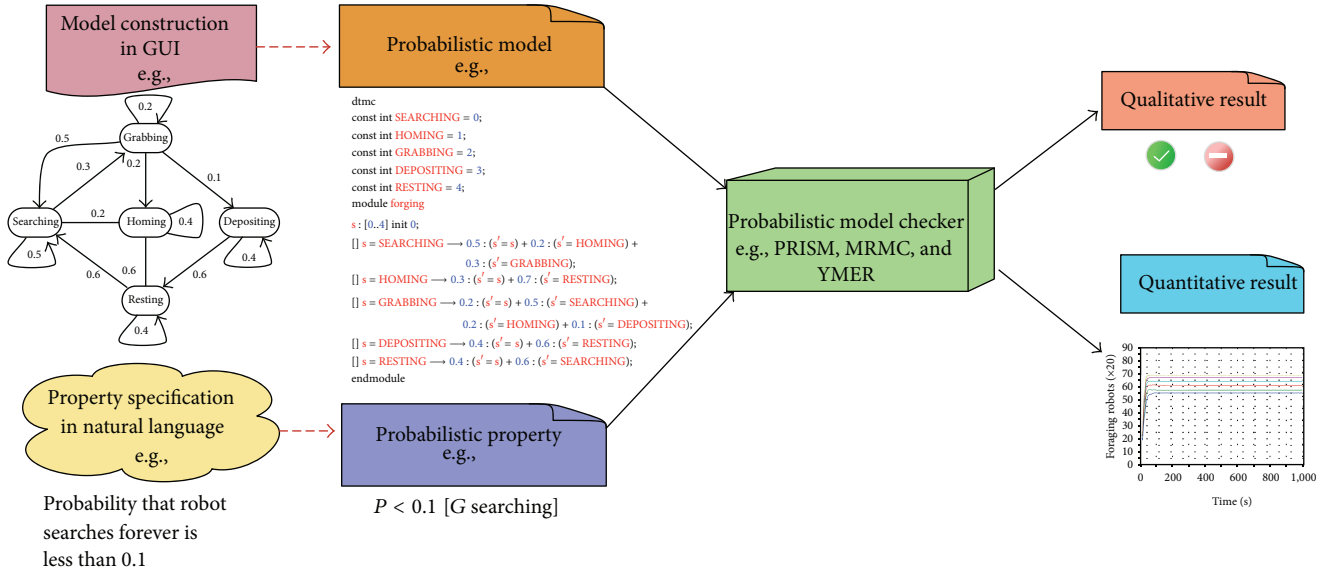 Model construction
in GUI
e.g.,
0.2
Grabbing
0.5
0.3
0.2
0.1
Searching
0.2
Homing
0.4
Depositing
0.5
0.6
0.6
0.6
0.4
Resting
0.4
Property specification
in natural language
e.g.,
Probability that robot
searches forever is
less than 0.1
Probabilistic model
e.g.,
dtmc
const int SEARCHING = 0;
const int HOMING = 1;
const int GRABBING = 2;
const int DEPOSITING = 3;
const int RESTING = 4;
module forging
s : [0..4] init 0;
[] s = SEARCHING ⟶ 0.5 : (s′ = s) + 0.2 : (s′ = HOMING) +
0.3 : (s′ = GRABBING);
[] s = HOMING ⟶ 0.3 : (s′ = s) + 0.7 : (s′ = RESTING);
[] s = GRABBING ⟶ 0.2 : (s′ = s) + 0.5 : (s′ = SEARCHING) +
0.2 : (s′ = HOMING) + 0.1 : (s′ = DEPOSITING);
[] s = DEPOSITING ⟶ 0.4 : (s′ = s) + 0.6 : (s′ = RESTING);
[] s = RESTING ⟶ 0.4 : (s′ = s) + 0.6 : (s′ = SEARCHING);
endmodule
Probabilistic property
e.g.,
P < 0.1 [G searching]
Probabilistic model checker
e.g., PRISM, MRMC, and
YMER
Qualitative result
Quantitative result
90
80
70
60
50
40
30
20
10
0
Foraging robots (×20)
0 200 400 600 800 1,000
Time (s)